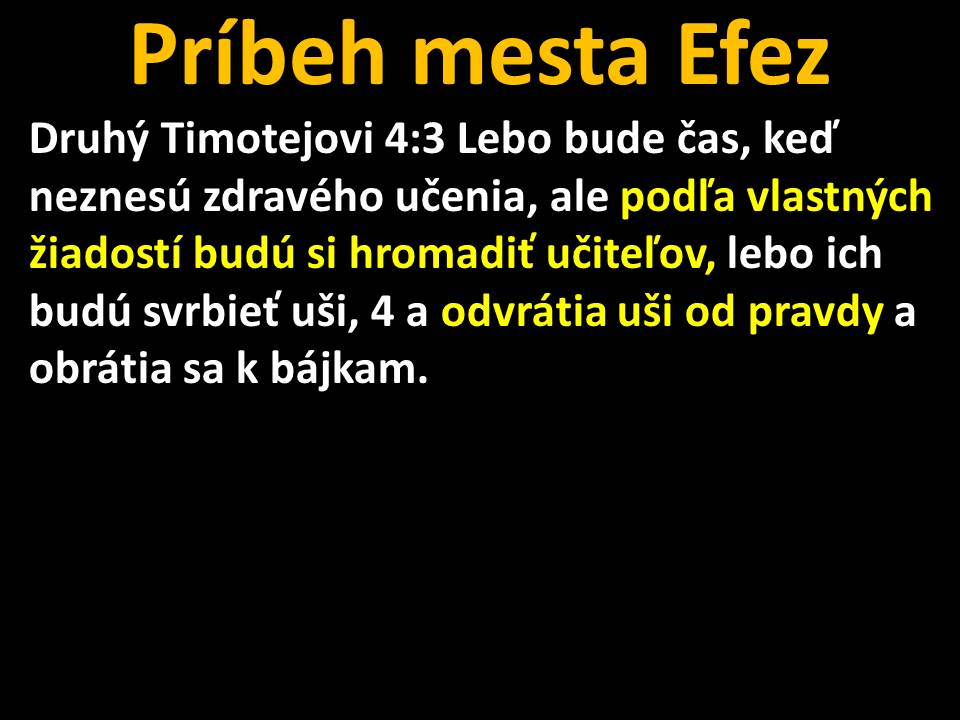 Príbeh mesta Efez
Druhý Timotejovi 4:3 Lebo bude čas, keď
neznesú zdravého učenia, ale podľa vlastných
žiadostí budú si hromadiť učiteľov, lebo ich
budú svrbieť uši, 4 a odvrátia uši od pravdy a
obrátia sa k bájkam.